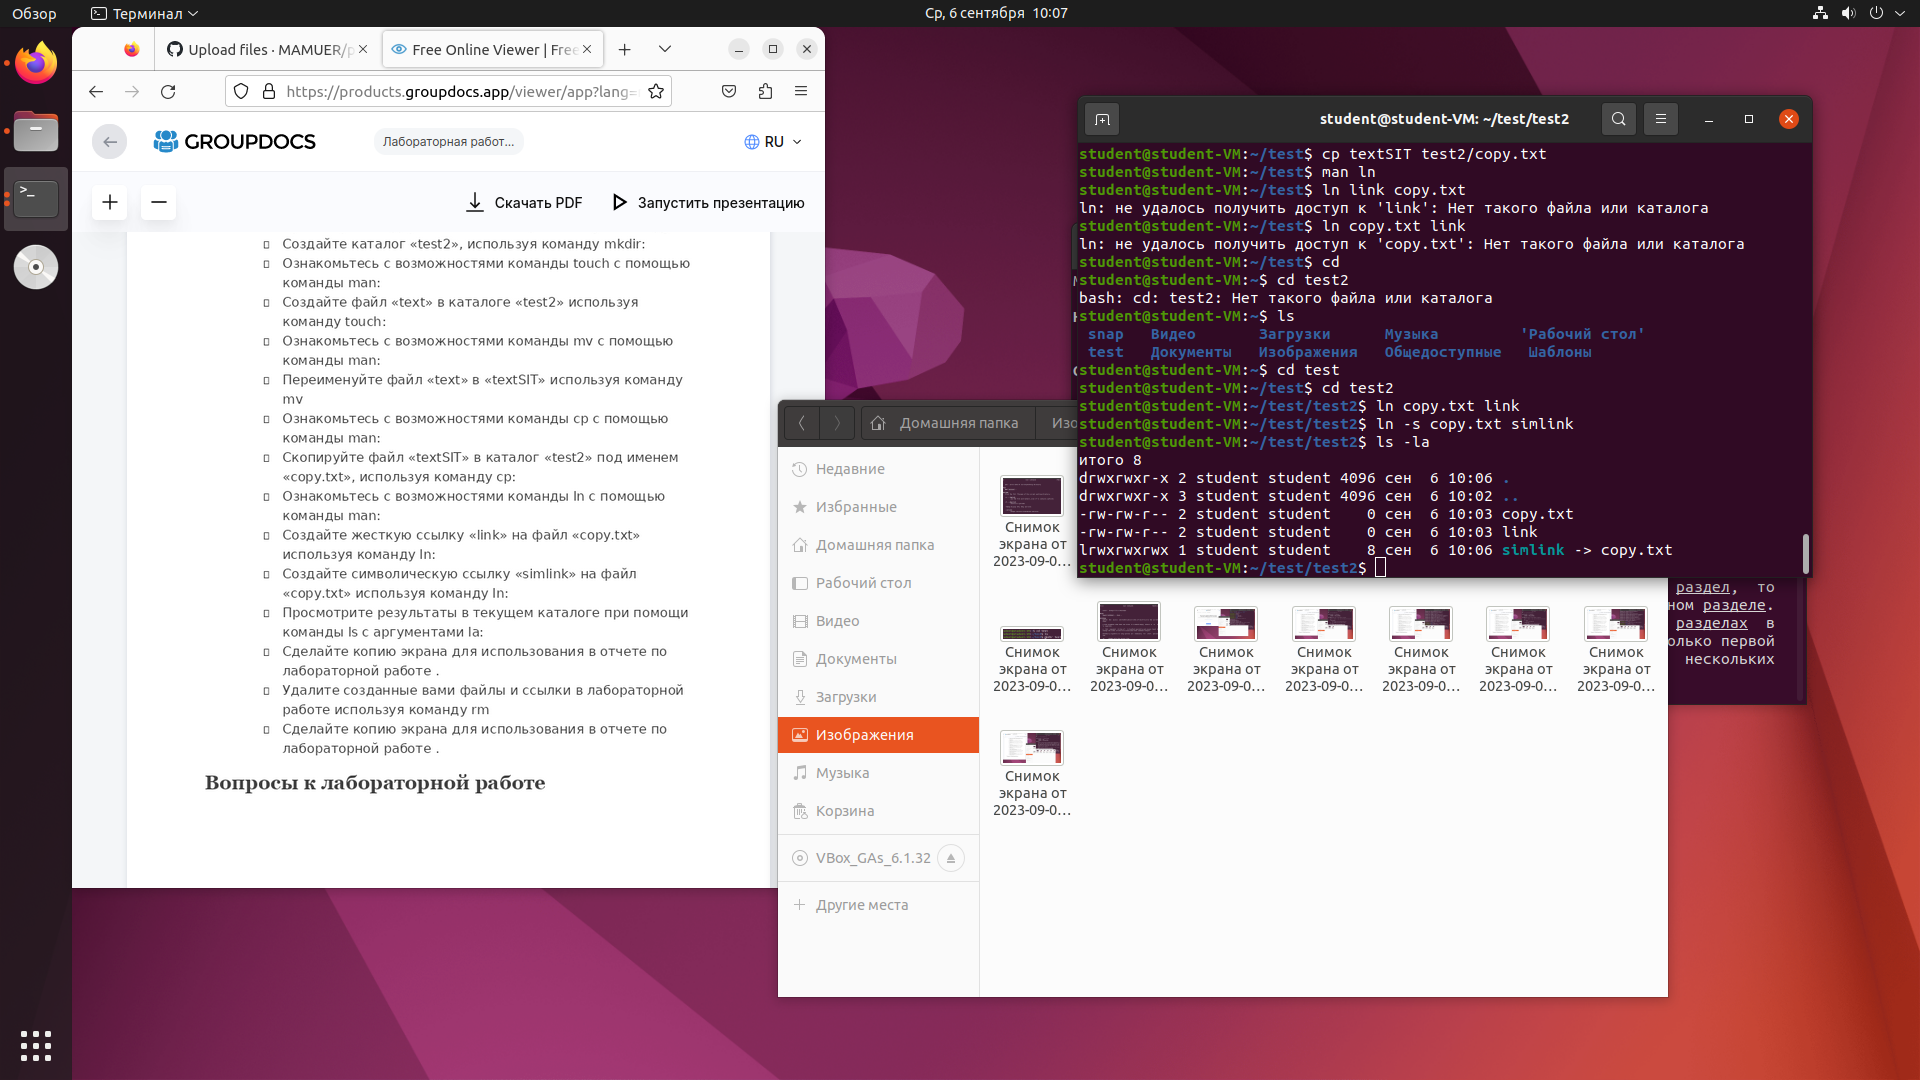 Обзор
Терминал
Ср, 6 сентября 10:07
Upload files · MAMUER/p
Free Online Viewer | Free
https://products.groupdocs.app/viewer/app?lang=
GROUPDOCS
Лабораторная работ...
RU
Скачать PDF
Запустить презентацию
Создайте каталог «test2», используя команду mkdir:
Ознакомьтесь с возможностями команды touch с помощью
команды man:
Создайте файл «text» в каталоге «test2» используя
команду touch:
Ознакомьтесь с возможностями команды mv с помощью
команды man:
Переименуйте файл «text» в «textSIT» используя команду
mv
Ознакомьтесь с возможностями команды cp с помощью
команды man:
Скопируйте файл «textSIT» в каталог «test2» под именем
«copy.txt», используя команду cp:
Ознакомьтесь с возможностями команды ln с помощью
команды man:
Создайте жесткую ссылку «link» на файл «copy.txt»
используя команду ln:
Создайте символическую ссылку «simlink» на файл
«copy.txt» используя команду ln:
Просмотрите результаты в текущем каталоге при помощи
команды ls с аргументами la:
Сделайте копию экрана для использования в отчете по
лабораторной работе .
Удалите созданные вами файлы и ссылки в лабораторной
работе используя команду rm
Сделайте копию экрана для использования в отчете по
лабораторной работе .
Вопросы к лабораторной работе
student@student-VM: ~/test/test2
student@student-VM:~/test$ cp textSIT test2/copy.txt
student@student-VM:~/test$ man ln
student@student-VM:~/test$ ln link copy.txt
ln: не удалось получить доступ к 'link': Нет такого файла или каталога
student@student-VM:~/test$ ln copy.txt link
ln: не удалось получить доступ к 'copy.txt': Нет такого файла или каталога
student@student-VM:~/test$ cd
student@student-VM:~$ cd test2
bash: cd: test2: Нет такого файла или каталога
student@student-VM:~$ ls
snap Видео Загрузки Музыка 'Рабочий стол'
test Документы Изображения Общедоступные Шаблоны
student@student-VM:~$ cd test
student@student-VM:~/test$ cd test2
student@student-VM:~/test/test2$ ln copy.txt link
student@student-VM:~/test/test2$ ln -s copy.txt simlink
student@student-VM:~/test/test2$ ls -la
итого 8
drwxrwxr-x 2 student student 4096 сен  6 10:06 .
drwxrwxr-x 3 student student 4096 сен  6 10:02 ..
-rw-rw-r-- 2 student student    0 сен  6 10:03 copy.txt
-rw-rw-r-- 2 student student    0 сен  6 10:03 link
lrwxrwxrwx 1 student student    8 сен  6 10:06 simlink -> copy.txt
student@student-VM:~/test/test2$
раздел, то
ном разделе.
разделах в
олько первой
нескольких
Домашняя папка
Изо
Недавние
Избранные
Домашняя папка
Рабочий стол
Видео
Документы
Загрузки
Изображения
Музыка
Корзина
VBox_GAs_6.1.32
Другие места
Снимок
экрана от
2023-09-0...
Снимок
экрана от
2023-09-0...
Снимок
экрана от
2023-09-0...
Снимок
экрана от
2023-09-0...
Снимок
экрана от
2023-09-0...
Снимок
экрана от
2023-09-0...
Снимок
экрана от
2023-09-0...
Снимок
экрана от
2023-09-0...
Снимок
экрана от
2023-09-0...